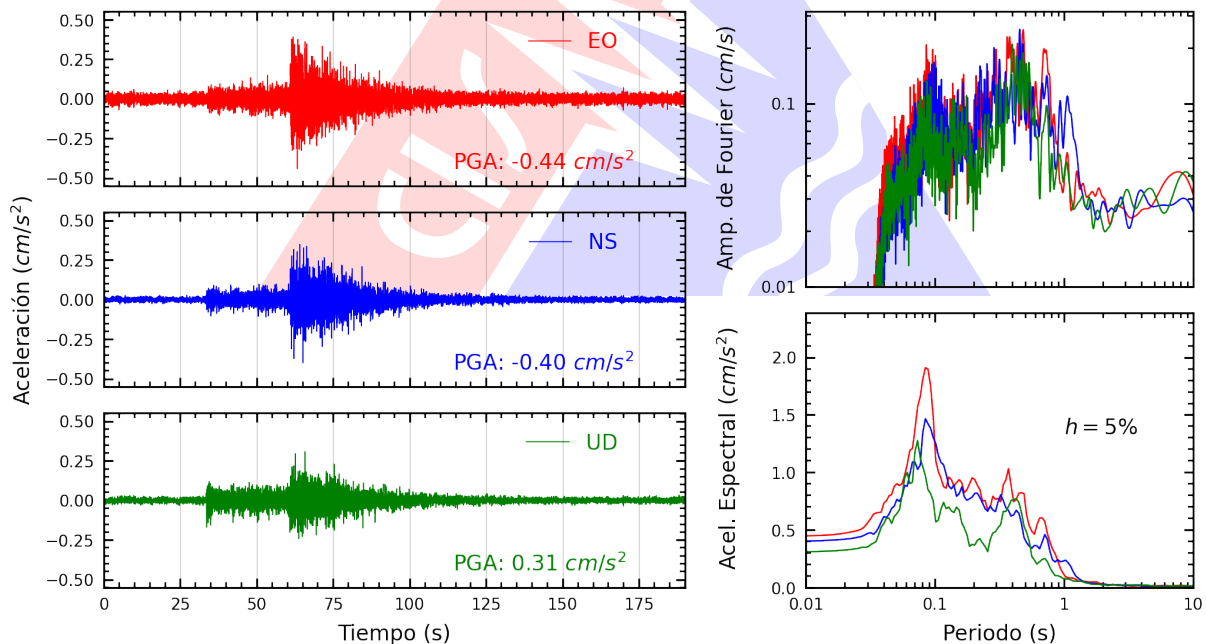 0.50
0.25
0.00
−0.25
−0.50
EO
PGA: -0.44 cm/s²
0.50
0.25
0.00
−0.25
−0.50
NS
PGA: -0.40 cm/s²
0.50
0.25
0.00
−0.25
−0.50
UD
PGA: 0.31 cm/s²
0 25 50 75 100 125 150 175
Tiempo (s)
Aceleración (cm/s²)
Amp. de Fourier (cm/s)
0.1
0.01
Acel. Espectral (cm/s²)
2.0
1.5
1.0
0.5
0.0
h = 5%
0.01 0.1 1 10
Periodo (s)